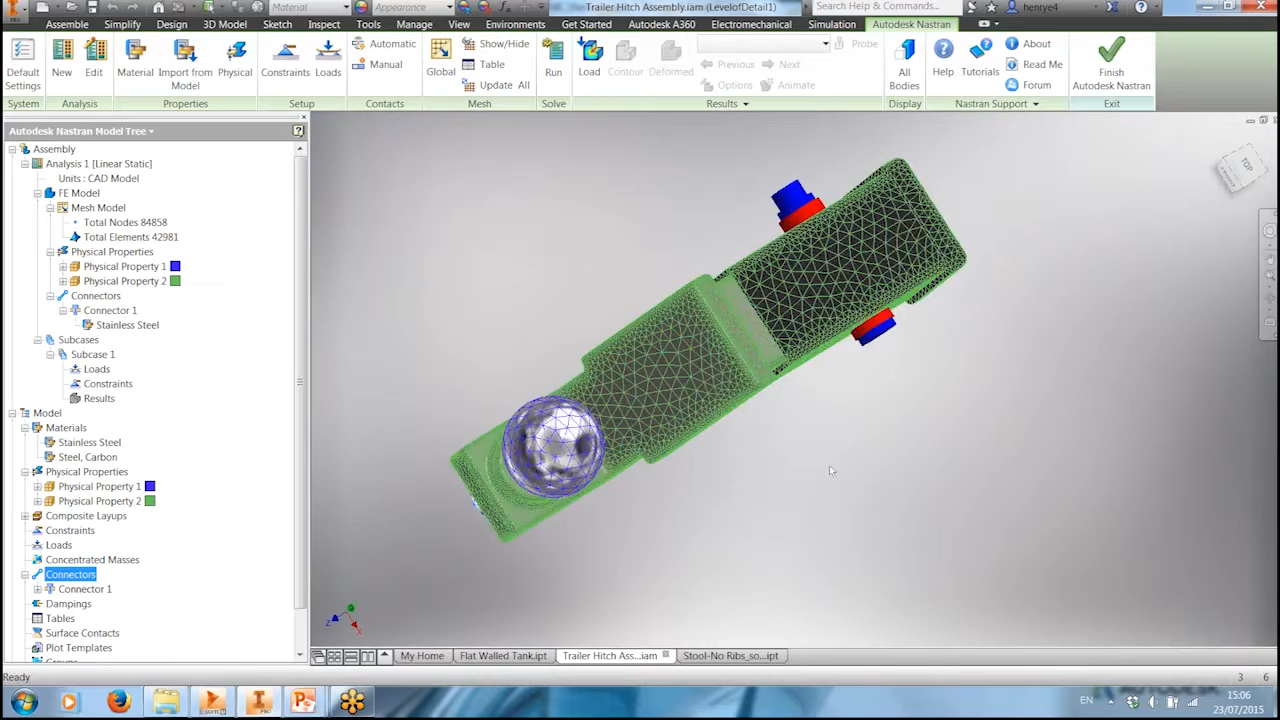 Material
Appearance
Trailer Hitch Assembly.iam (LevelofDetail1)
Search Help & Commands...
henrye4
PRO
Assemble Simplify Design 3D Model Sketch Inspect Tools Manage View Environments Get Started Autodesk A360 Electromechanical Simulation Autodesk Nastran
Default Settings
New
Edit
Material
Import from Model
Physical
Constraints
Loads
Automatic
Manual
Global
Show/Hide
Table
Update All
Run
Load
Contour
Deformed
Probe
Previous
Next
Options
Animate
All Bodies
Help
Tutorials
About
Read Me
Forum
Finish Autodesk Nastran
System Analysis Properties Setup Contacts Mesh Solve Results Display Nastran Support Exit
Autodesk Nastran Model Tree
Assembly
Analysis 1 [Linear Static]
Units : CAD Model
FE Model
Mesh Model
Total Nodes 84858
Total Elements 42981
Physical Properties
Physical Property 1
Physical Property 2
Connectors
Connector 1
Stainless Steel
Subcases
Subcase 1
Loads
Constraints
Results
Model
Materials
Stainless Steel
Steel, Carbon
Physical Properties
Physical Property 1
Physical Property 2
Composite Layups
Constraints
Loads
Concentrated Masses
Connectors
Connector 1
Dampings
Tables
Surface Contacts
Plot Templates
TOP
Z
X
My Home
Flat Walled Tank.ipt
Trailer Hitch Ass...iam
Stool-No Ribs_so...ipt
Ready
3 6
EN
15:06
23/07/2015